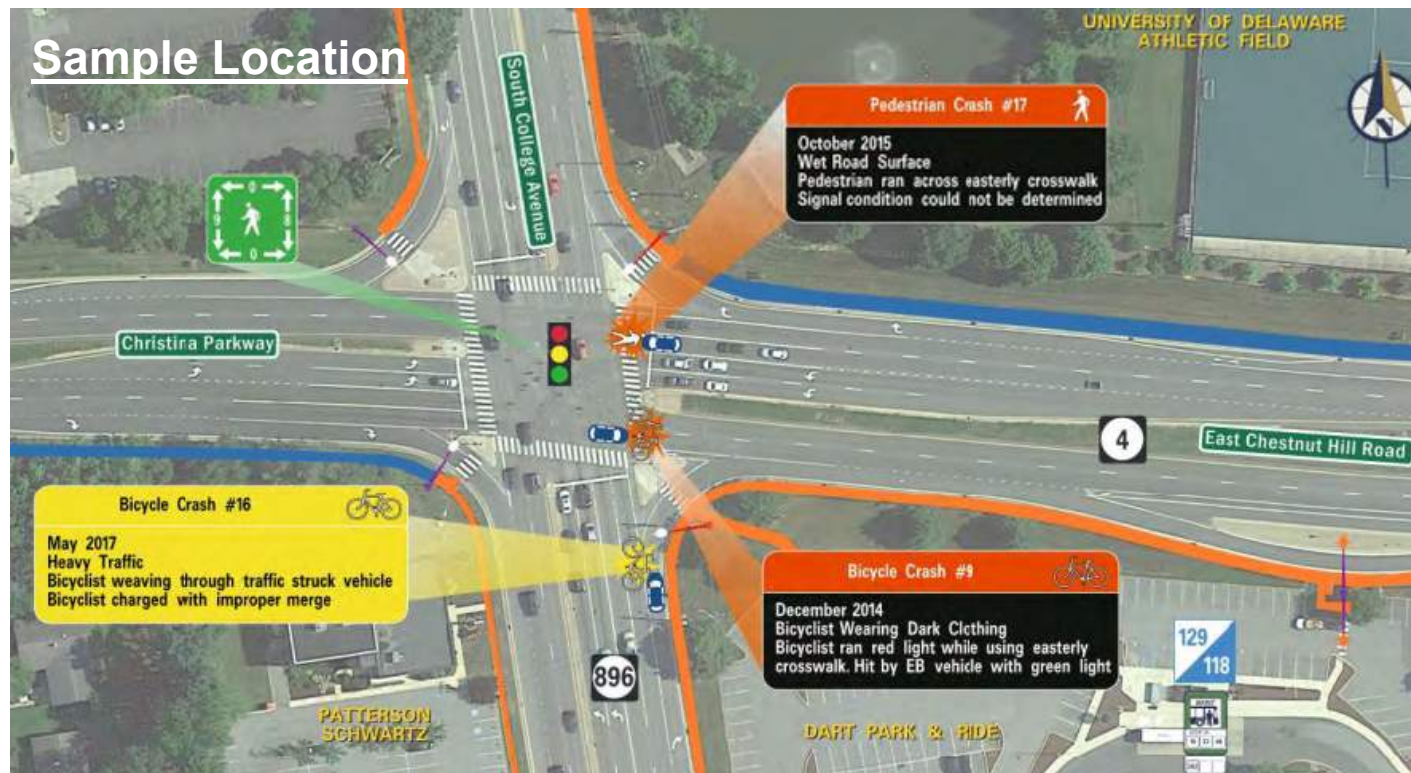 Sample Location
UNIVERSITY OF DELAWARE
ATHLETIC FIELD
South College Avenue
N
Pedestrian Crash #17
October 2015
Wet Road Surface
Pedestrian ran across easterly crosswalk
Signal condition could not be determined
0
9
8
0
Christina Parkway
4
East Chestnut Hill Road
Bicycle Crash #16
May 2017
Heavy Traffic
Bicyclist weaving through traffic struck vehicle
Bicyclist charged with improper merge
Bicycle Crash #9
December 2014
Bicyclist Wearing Dark Clothing
Bicyclist ran red light while using easterly
crosswalk. Hit by EB vehicle with green light
129
118
896
PATTERSON
SCHWARTZ
DART PARK & RIDE